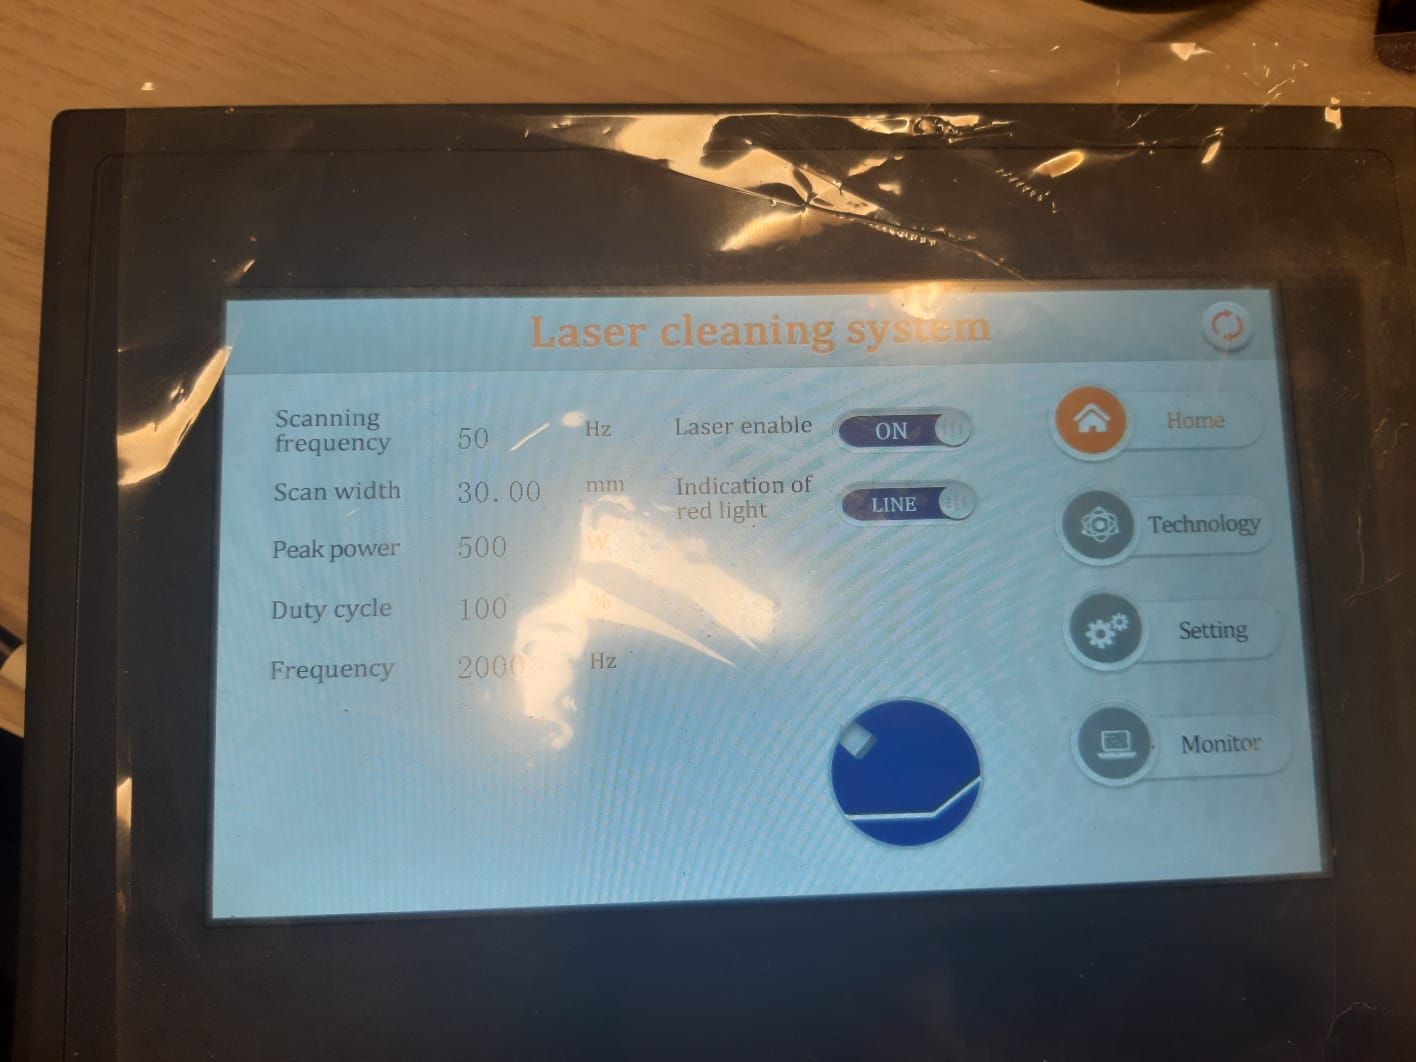 Laser cleaning system
Scanning
frequency 50 Hz
Scan width 30.00 mm
Peak power 500 W
Duty cycle 100 %
Frequency 2000 Hz
Laser enable ON
Indication of
red light LINE
Home
Technology
Setting
Monitor